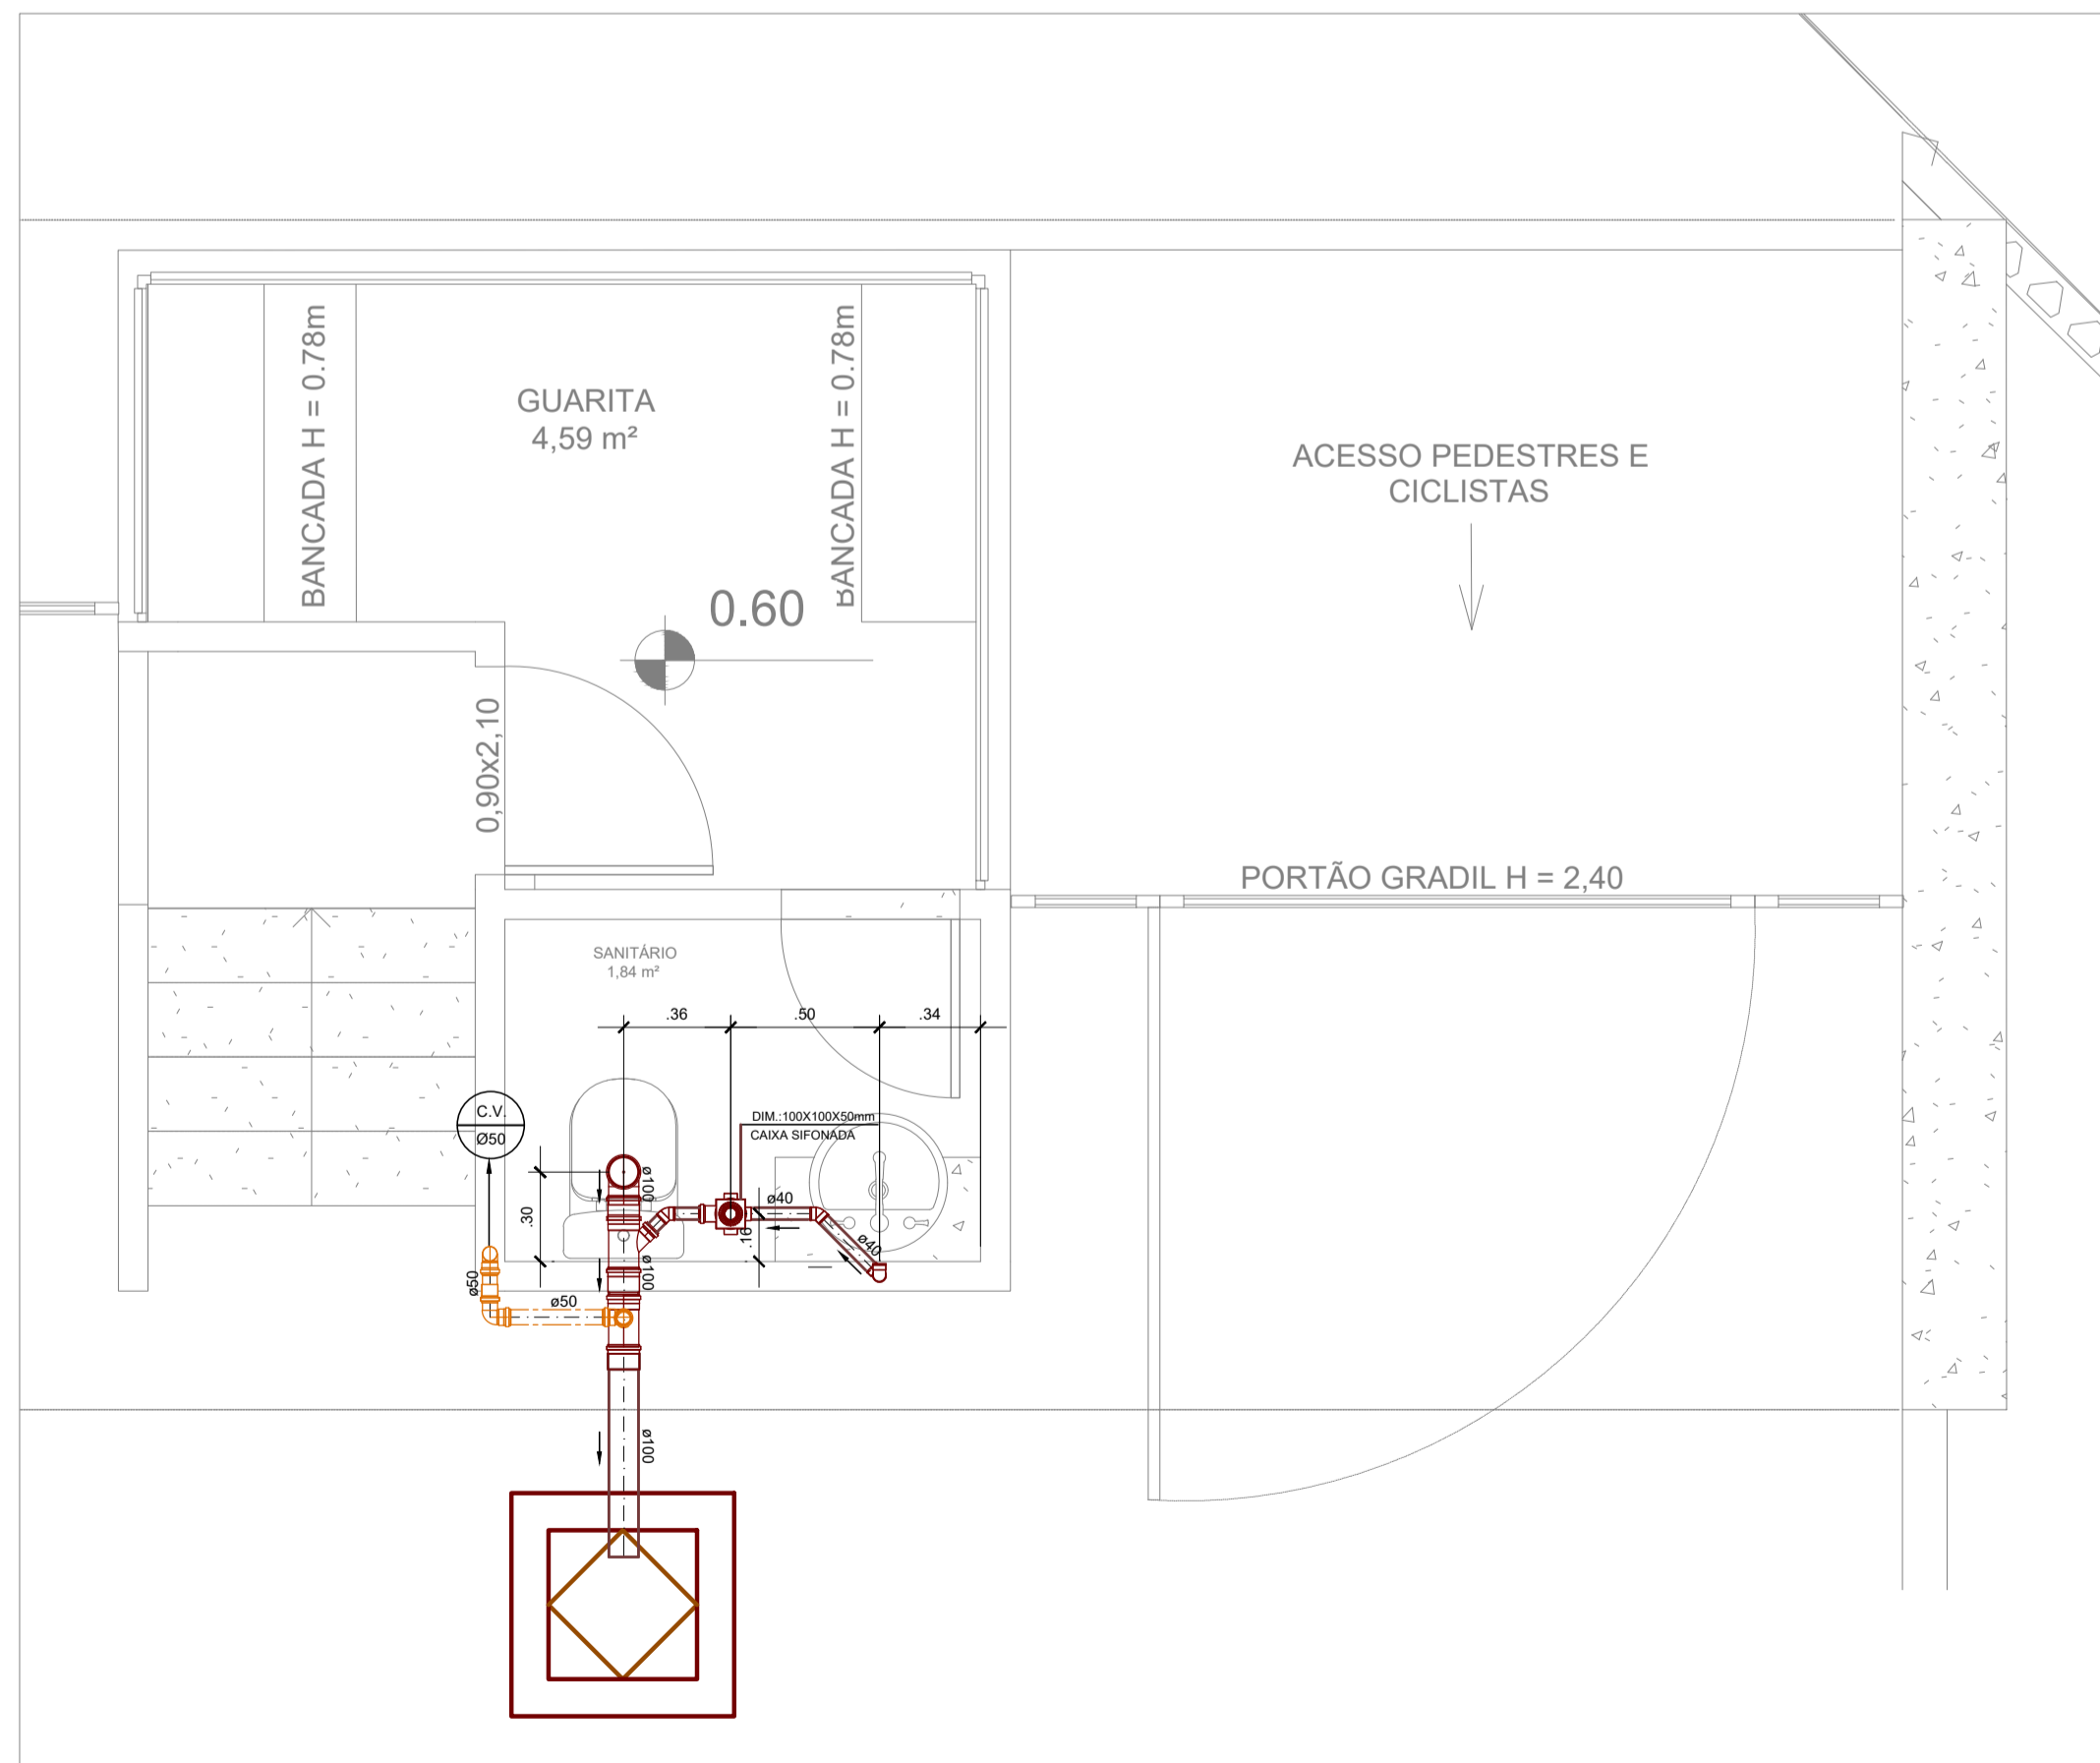 BANCADA H = 0.78m
GUARITA
4,59 m²
BANCADA H = 0.78m
ACESSO PEDESTRES E
CICLISTAS
0.60
0,90x2,10
PORTÃO GRADIL H = 2,40
SANITÁRIO
1,84 m²
.36
.50
.34
C.V.
Ø50
DIM.:100X100X50mm
CAIXA SIFONADA
ø100
ø40
.30
.16
ø40
ø100
ø50
ø50
ø100